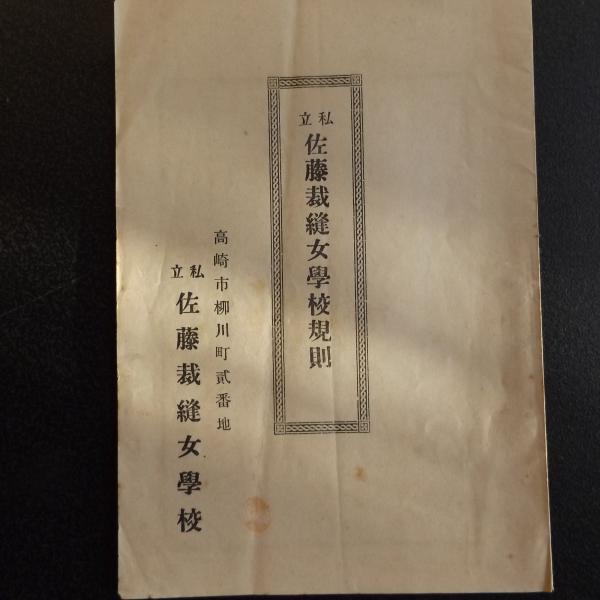 私立
佐藤裁縫女學校規則
高崎市柳川町貳番地
私立
佐藤裁縫女學校